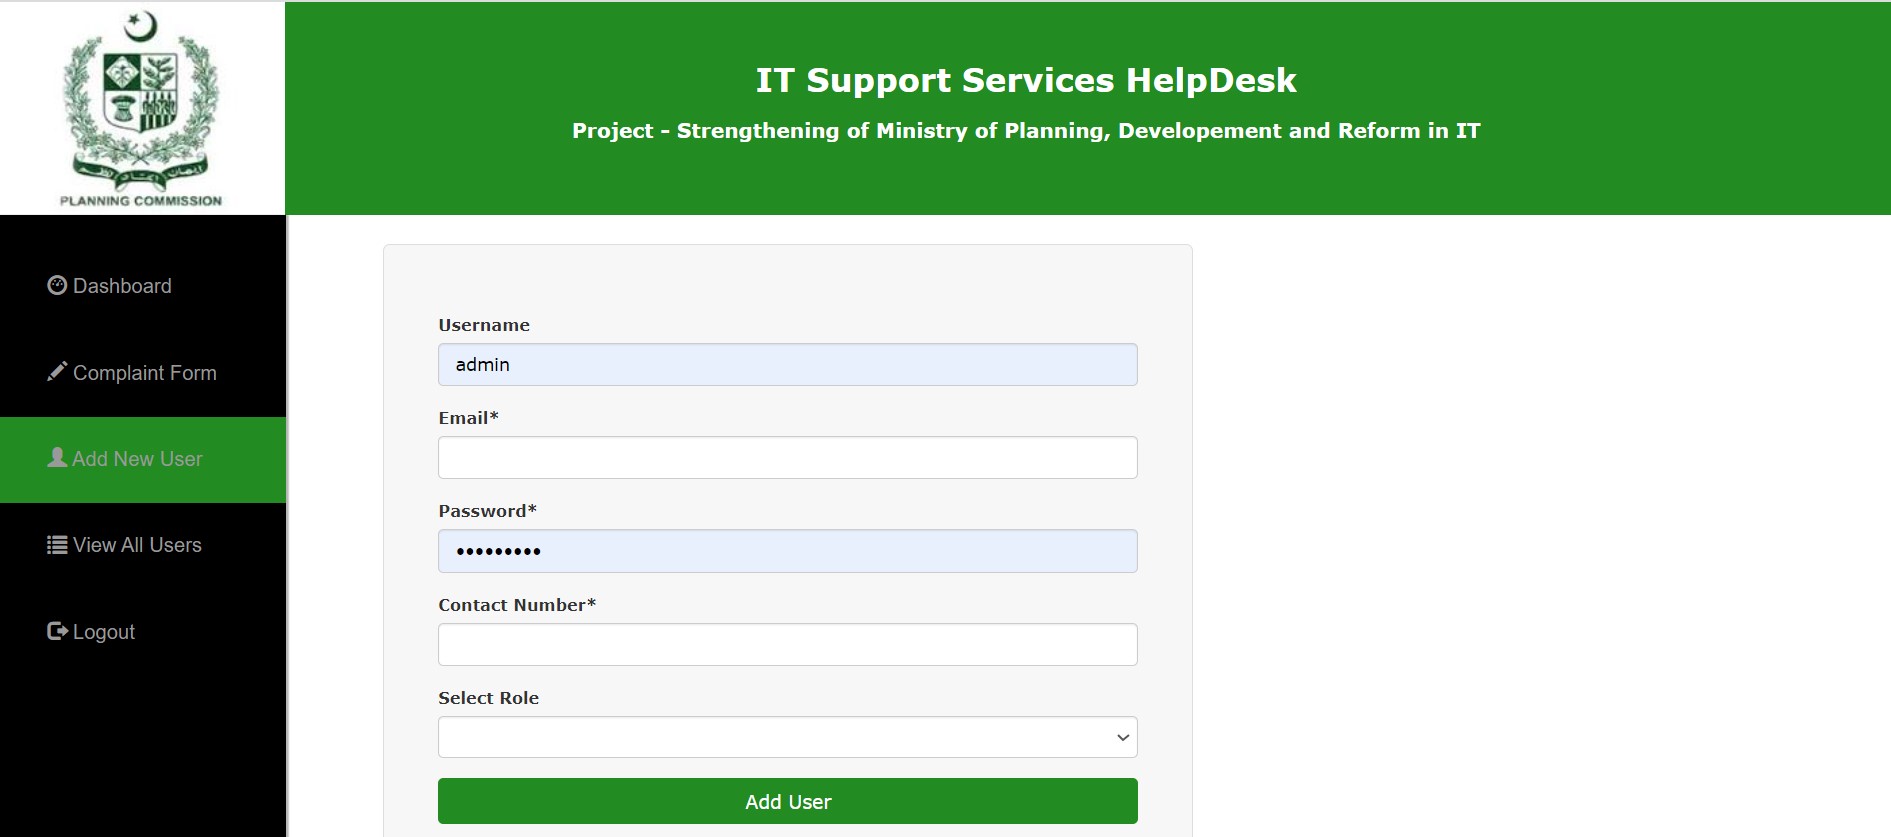 PLANNING COMMISSION
IT Support Services HelpDesk
Project - Strengthening of Ministry of Planning, Developement and Reform in IT
Dashboard
Complaint Form
Add New User
View All Users
Logout
Username
admin
Email*
Password*
•••••••••
Contact Number*
Select Role
Add User